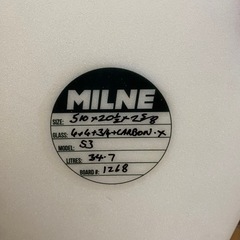 MILNE
SIZE: 5'10 x 20½ x 2⅝
GLASS: 4+4+3/4+CARBON.X
MODEL: S3
LITRES: 34.7
BOARD#: 1268